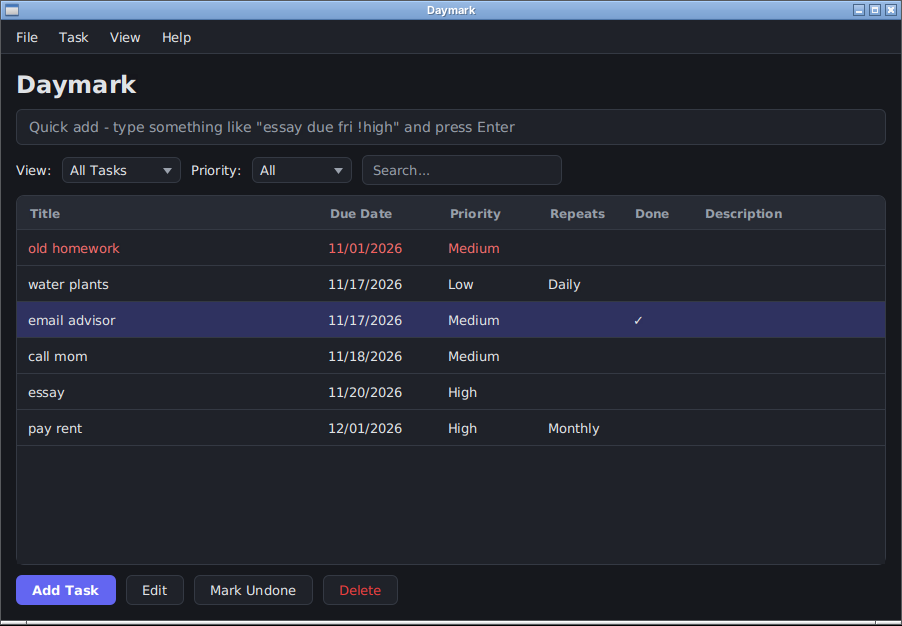 Daymark
File Task View Help
Daymark
Quick add - type something like "essay due fri !high" and press Enter
View: All Tasks Priority: All Search...
Title Due Date Priority Repeats Done Description
old homework 11/01/2026 Medium
water plants 11/17/2026 Low Daily
email advisor 11/17/2026 Medium ✓
call mom 11/18/2026 Medium
essay 11/20/2026 High
pay rent 12/01/2026 High Monthly
Add Task Edit Mark Undone Delete